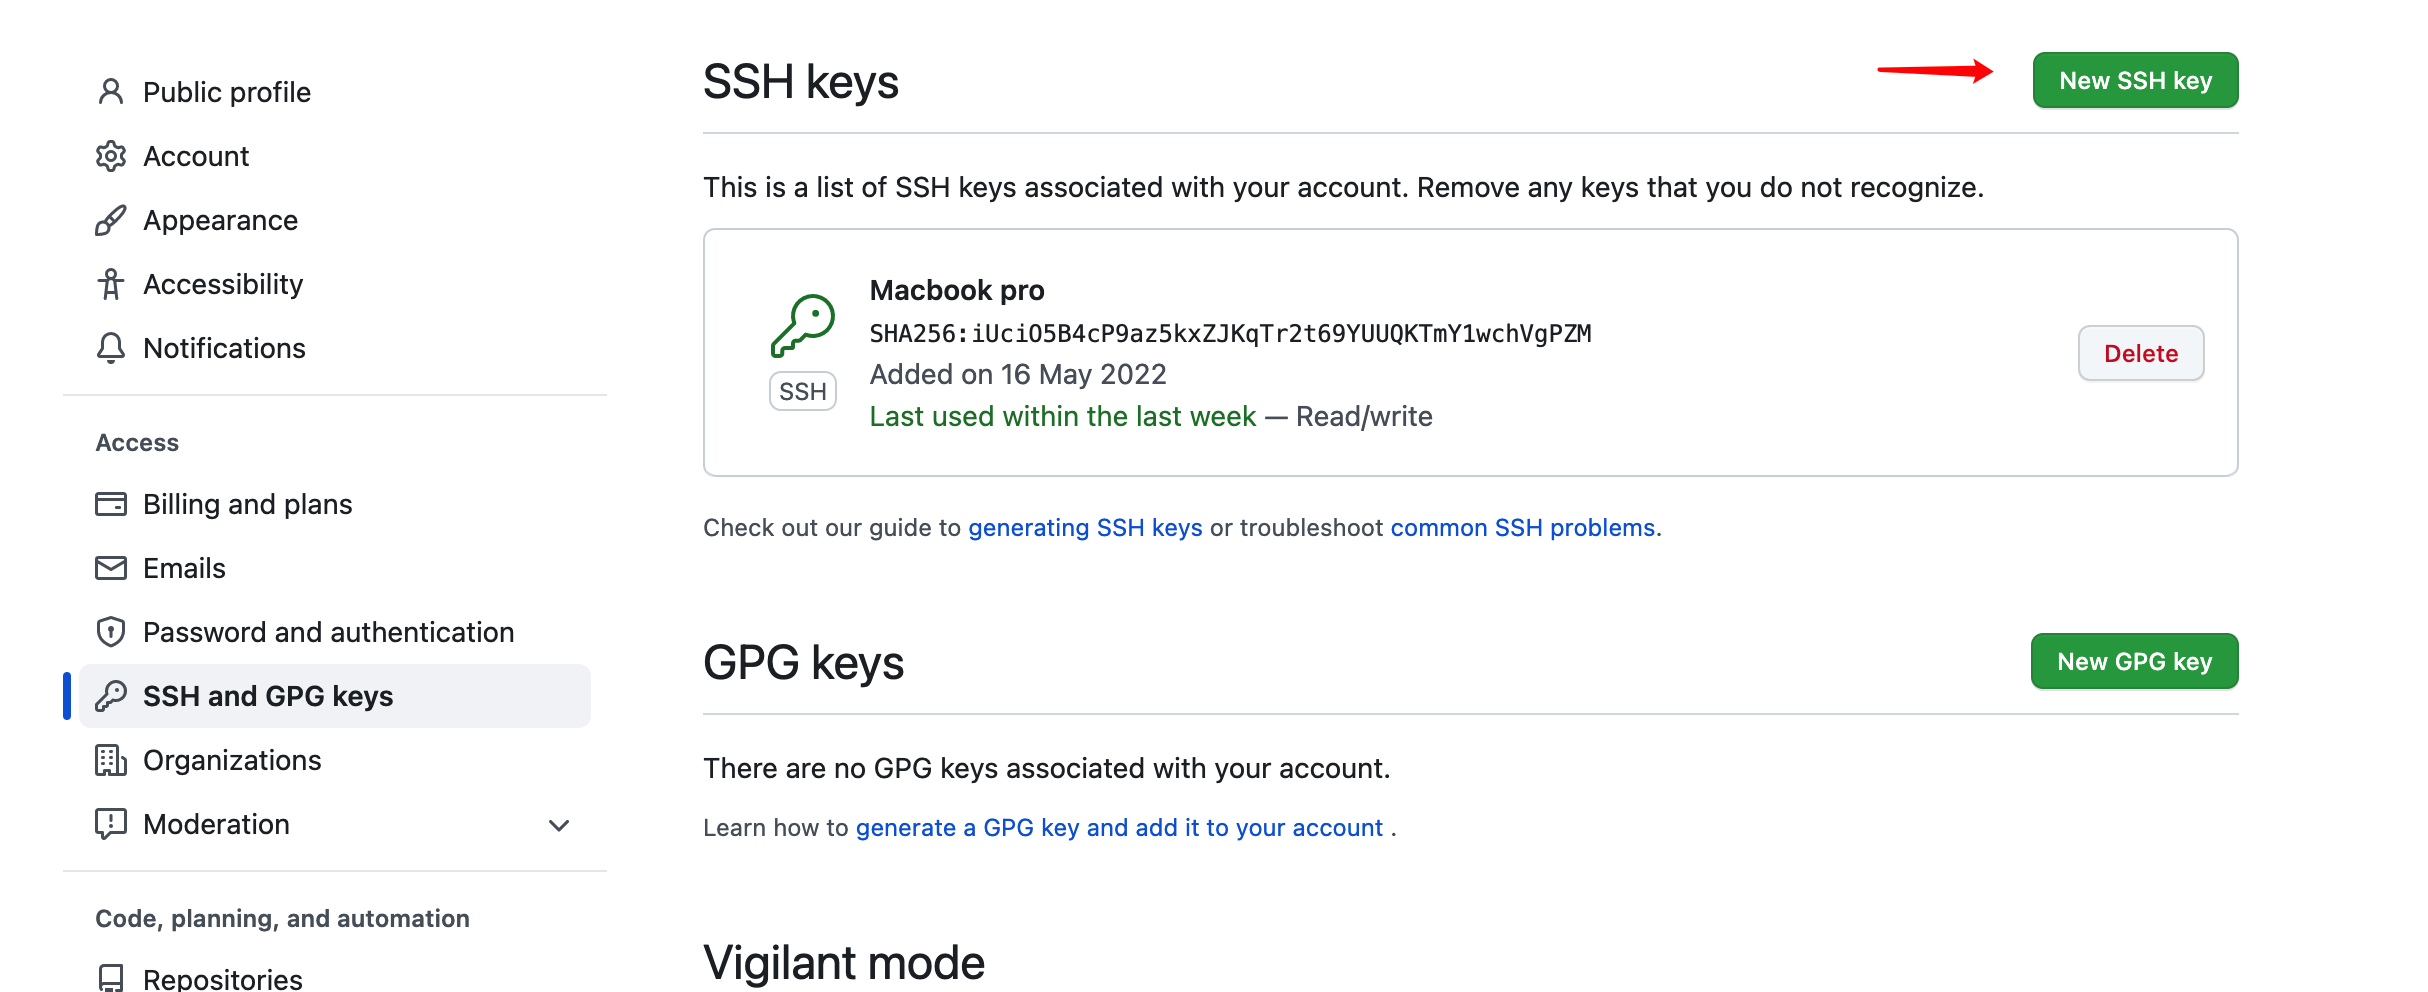 Public profile
Account
Appearance
Accessibility
Notifications
Access
Billing and plans
Emails
Password and authentication
SSH and GPG keys
Organizations
Moderation
Code, planning, and automation
Repositories
SSH keys
New SSH key
This is a list of SSH keys associated with your account. Remove any keys that you do not recognize.
Macbook pro
SHA256:iUciO5B4cP9az5kxZJKqTr2t69YUUQKTmY1wchVgPZM
SSH
Added on 16 May 2022
Last used within the last week — Read/write
Delete
Check out our guide to generating SSH keys or troubleshoot common SSH problems.
GPG keys
New GPG key
There are no GPG keys associated with your account.
Learn how to generate a GPG key and add it to your account .
Vigilant mode